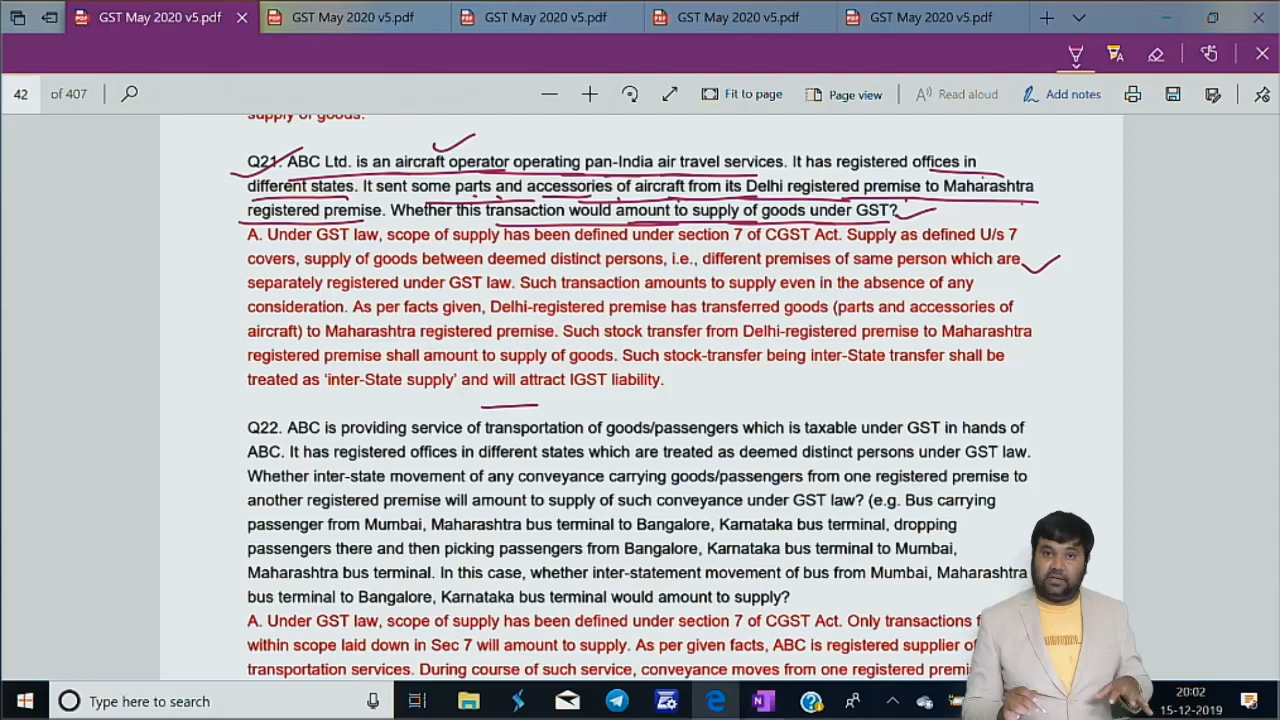 GST May 2020 v5.pdf
GST May 2020 v5.pdf
GST May 2020 v5.pdf
GST May 2020 v5.pdf
GST May 2020 v5.pdf
42 of 407
Fit to page
Page view
Read aloud
Add notes
supply of goods.
Q21. ABC Ltd. is an aircraft operator operating pan-India air travel services. It has registered offices in
different states. It sent some parts and accessories of aircraft from its Delhi registered premise to Maharashtra
registered premise. Whether this transaction would amount to supply of goods under GST?
A. Under GST law, scope of supply has been defined under section 7 of CGST Act. Supply as defined U/s 7
covers, supply of goods between deemed distinct persons, i.e., different premises of same person which are
separately registered under GST law. Such transaction amounts to supply even in the absence of any
consideration. As per facts given, Delhi-registered premise has transferred goods (parts and accessories of
aircraft) to Maharashtra registered premise. Such stock transfer from Delhi-registered premise to Maharashtra
registered premise shall amount to supply of goods. Such stock-transfer being inter-State transfer shall be
treated as ‘inter-State supply’ and will attract IGST liability.
Q22. ABC is providing service of transportation of goods/passengers which is taxable under GST in hands of
ABC. It has registered offices in different states which are treated as deemed distinct persons under GST law.
Whether inter-state movement of any conveyance carrying goods/passengers from one registered premise to
another registered premise will amount to supply of such conveyance under GST law? (e.g. Bus carrying
passenger from Mumbai, Maharashtra bus terminal to Bangalore, Karnataka bus terminal, dropping
passengers there and then picking passengers from Bangalore, Karnataka bus terminal to Mumbai,
Maharashtra bus terminal. In this case, whether inter-statement movement of bus from Mumbai, Maharashtra
bus terminal to Bangalore, Karnataka bus terminal would amount to supply?
A. Under GST law, scope of supply has been defined under section 7 of CGST Act. Only transactions
within scope laid down in Sec 7 will amount to supply. As per given facts, ABC is registered supplier
transportation services. During course of such service, conveyance moves from one registered
Type here to search
20:02
15-12-2019